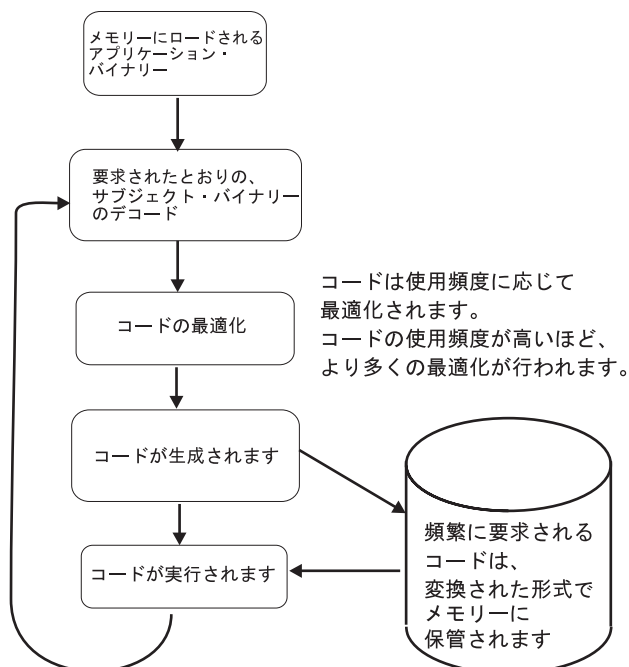 メモリーにロードされる
アプリケーション・
バイナリー
要求されたとおりの、
サブジェクト・バイナリー
のデコード
コードの最適化
コードは使用頻度に応じて
最適化されます。
コードの使用頻度が高いほど、
より多くの最適化が行われます。
コードが生成されます
コードが実行されます
頻繁に要求される
コードは、
変換された形式で
メモリーに
保管されます